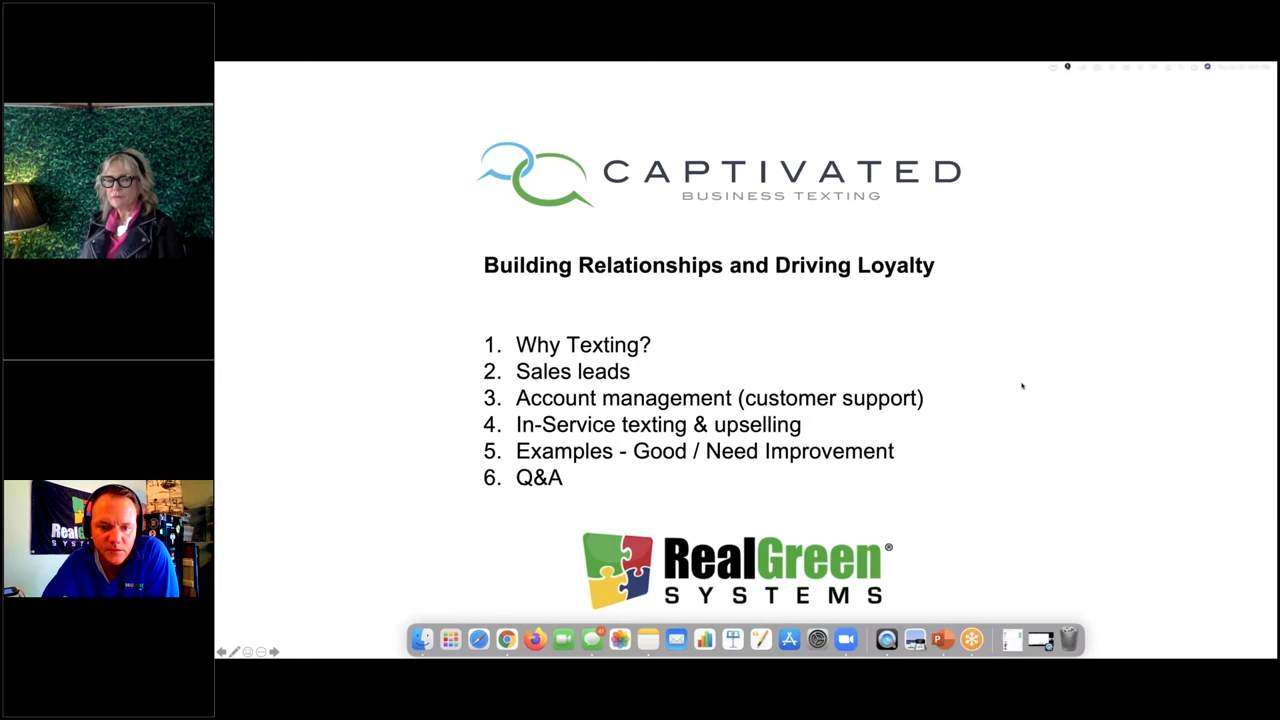 CAPTIVATED
BUSINESS TEXTING
Building Relationships and Driving Loyalty
1. Why Texting?
2. Sales leads
3. Account management (customer support)
4. In-Service texting & upselling
5. Examples - Good / Need Improvement
6. Q&A
RealGreen®
SYSTEMS